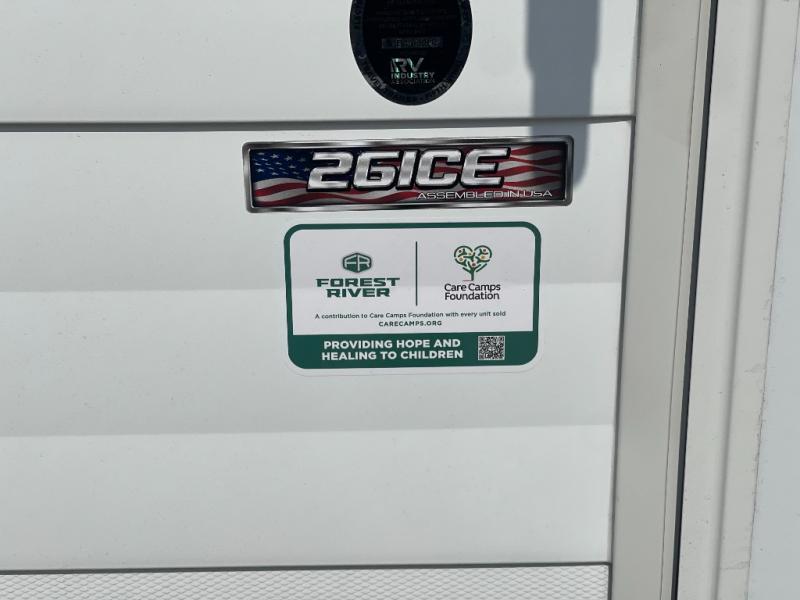 RV
INDUSTRY
ASSOCIATION
26ICE
ASSEMBLED IN USA
FR
FOREST
RIVER
Care Camps
Foundation
A contribution to Care Camps Foundation with every unit sold
CARECAMPS.ORG
PROVIDING HOPE AND
HEALING TO CHILDREN